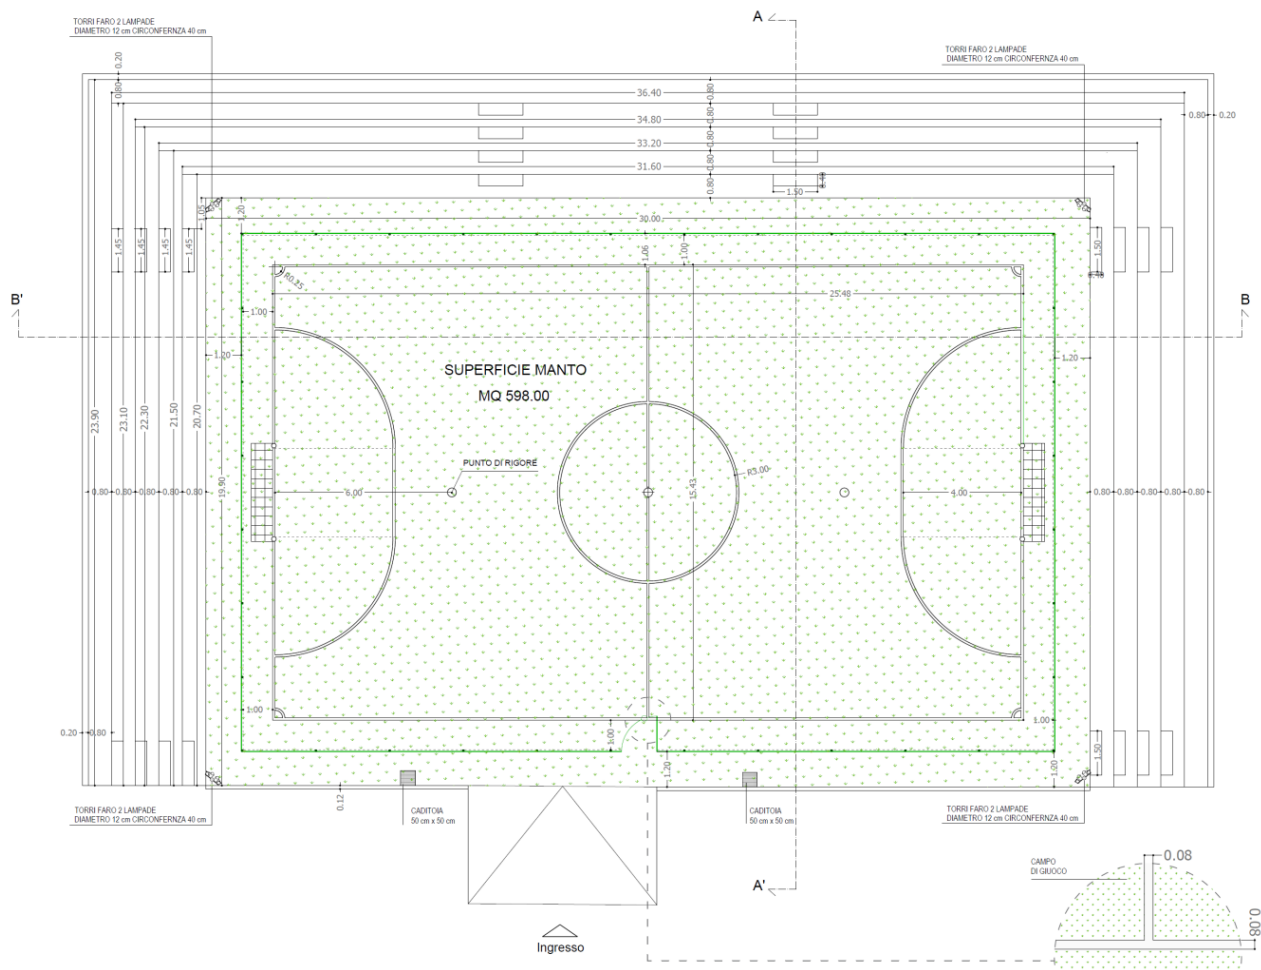 A
TORRI FARO 2 LAMPADE
DIAMETRO 12 cm CIRCONFERNZA 40 cm
TORRI FARO 2 LAMPADE
DIAMETRO 12 cm CIRCONFERNZA 40 cm
0.20
0.80
0.80
36.40
0.80
0.20
34.80
0.80
33.20
0.80
31.60
0.80
1.50
1.05
1.20
30.00
1.45
1.45
1.45
1.45
1.06
1.00
1.50
R0.25
25.48
B'
B
1.00
1.20
1.20
SUPERFICIE MANTO
MQ 598.00
23.90
23.10
22.30
21.50
20.70
PUNTO DI RIGORE
R3.00
19.90
15.43
0.80
0.80
0.80
0.80
0.80
6.00
4.00
0.80
0.80
0.80
0.80
0.80
1.00
1.00
0.20
0.80
1.00
1.50
1.20
1.20
0.12
TORRI FARO 2 LAMPADE
DIAMETRO 12 cm CIRCONFERNZA 40 cm
CADITOIA
50 cm x 50 cm
CADITOIA
50 cm x 50 cm
TORRI FARO 2 LAMPADE
DIAMETRO 12 cm CIRCONFERNZA 40 cm
A'
CAMPO
DI GIUOCO
0.08
0.08
Ingresso